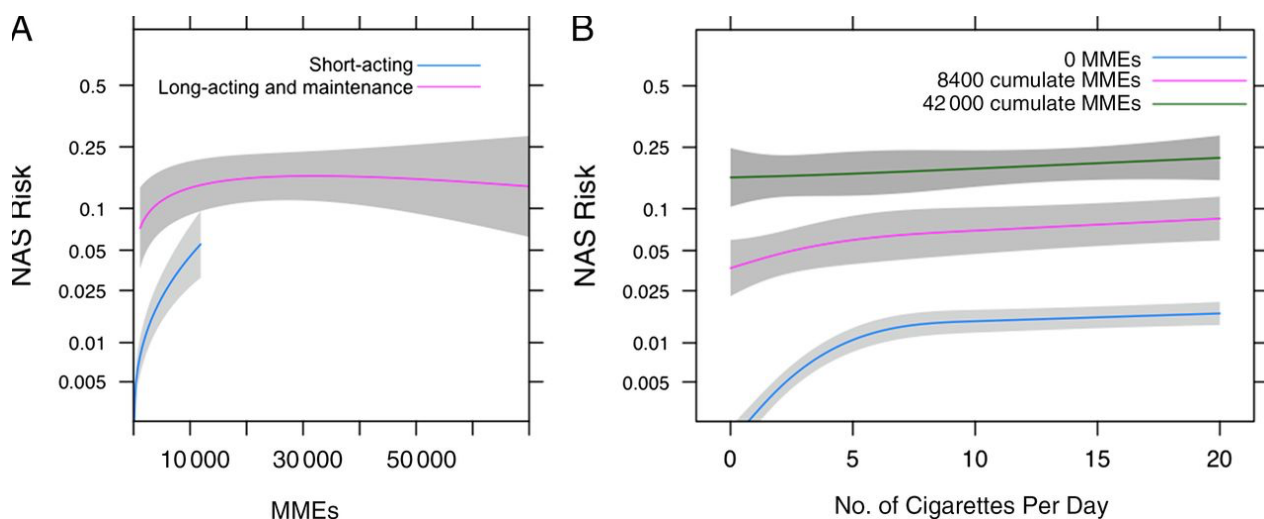 A
Short-acting
Long-acting and maintenance
NAS Risk
0.5
0.25
0.1
0.05
0.025
0.01
0.005
10 000
30 000
50 000
MMEs
B
0 MMEs
8400 cumulate MMEs
42 000 cumulate MMEs
NAS Risk
0.5
0.25
0.1
0.05
0.025
0.01
0.005
0
5
10
15
20
No. of Cigarettes Per Day